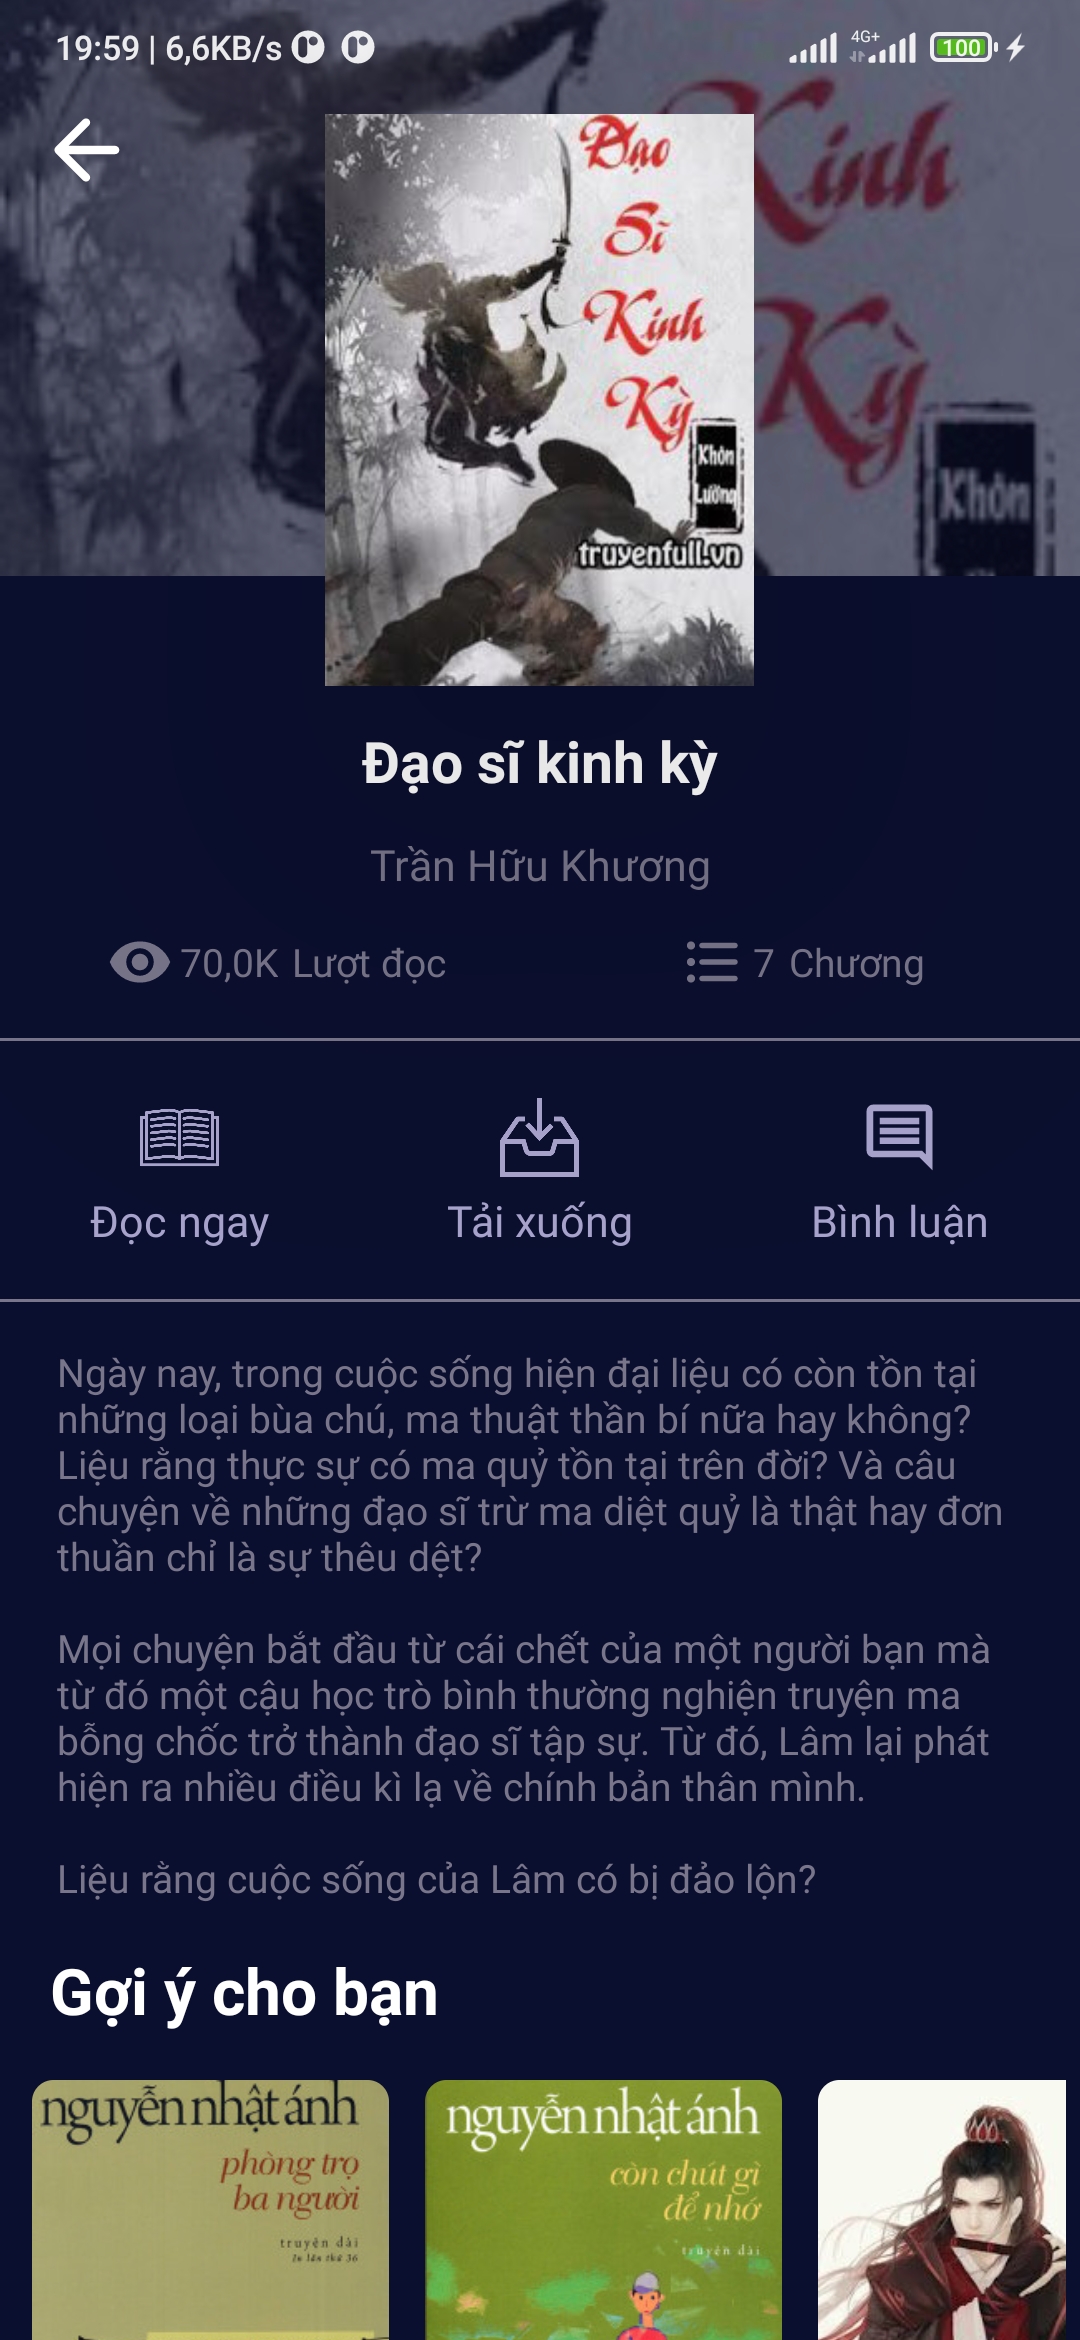 19:59 | 6,6KB/s
4G+
100
Kinh
Kỳ
Khôn
Đạo
Sĩ
Kinh
Kỳ
Khôn
Lường
truyenfull.vn
Đạo sĩ kinh kỳ
Trần Hữu Khương
70,0K Lượt đọc
7 Chương
Đọc ngay
Tải xuống
Bình luận
Ngày nay, trong cuộc sống hiện đại liệu có còn tồn tại
những loại bùa chú, ma thuật thần bí nữa hay không?
Liệu rằng thực sự có ma quỷ tồn tại trên đời? Và câu
chuyện về những đạo sĩ trừ ma diệt quỷ là thật hay đơn
thuần chỉ là sự thêu dệt?
Mọi chuyện bắt đầu từ cái chết của một người bạn mà
từ đó một cậu học trò bình thường nghiện truyện ma
bỗng chốc trở thành đạo sĩ tập sự. Từ đó, Lâm lại phát
hiện ra nhiều điều kì lạ về chính bản thân mình.
Liệu rằng cuộc sống của Lâm có bị đảo lộn?
Gợi ý cho bạn
nguyễn nhật ánh
phòng trọ
ba người
truyện dài
In lần thứ 36
nguyễn nhật ánh
còn chút gì
để nhớ
truyện dài